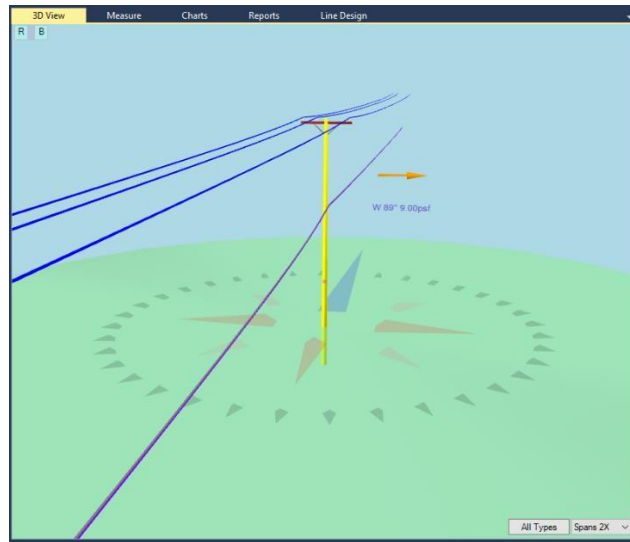 3D View Measure Charts Reports Line Design
R B
W 89° 9.00psf
All Types Spans 2X